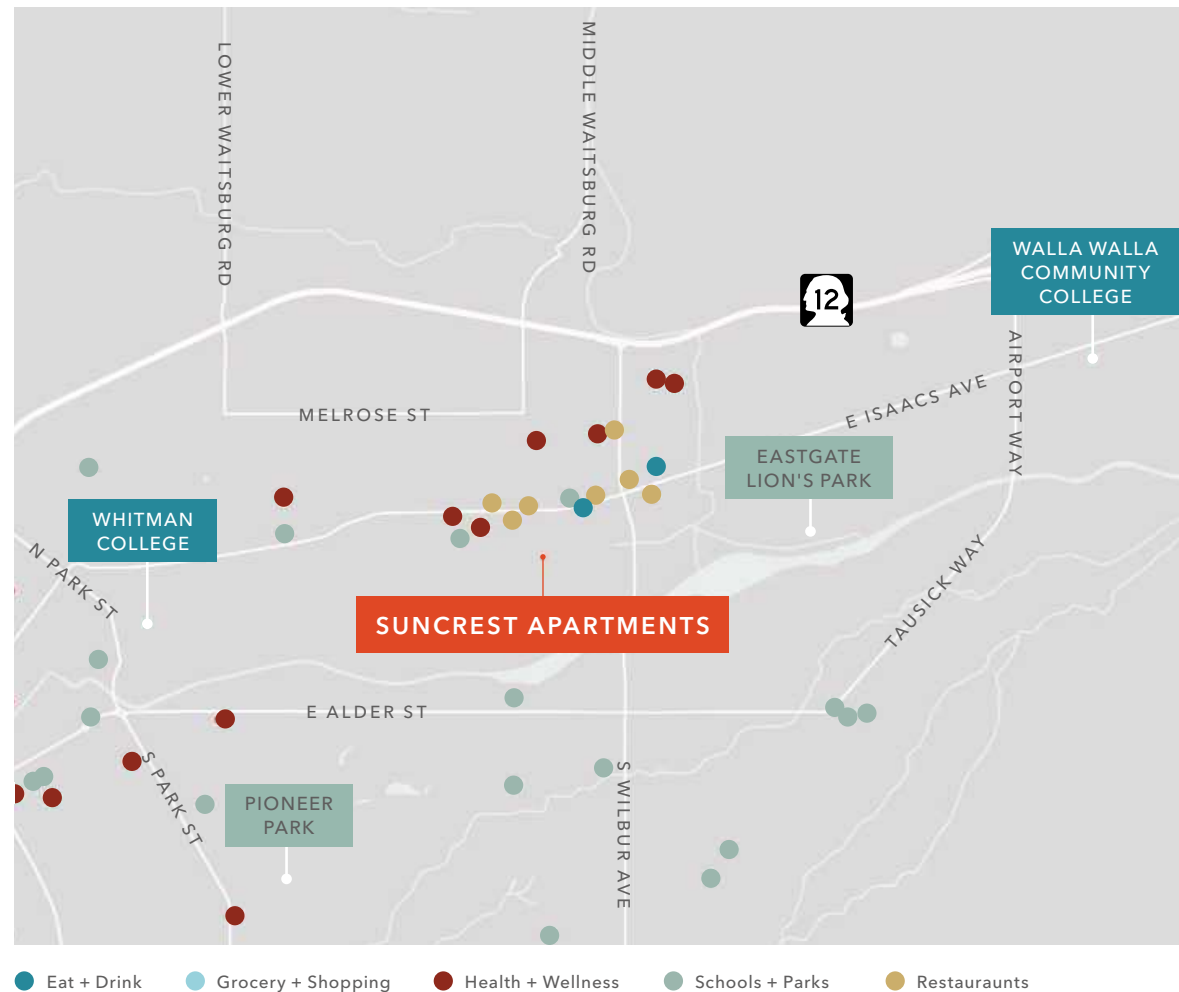 LOWER WAITSBURG RD
MIDDLE WAITSBURG RD
WALLA WALLA
COMMUNITY
COLLEGE
12
AIRPORT WAY
E ISAACS AVE
MELROSE ST
EASTGATE
LION'S PARK
WHITMAN
COLLEGE
N PARK ST
TAUSICK WAY
SUNCREST APARTMENTS
E ALDER ST
S PARK ST
S WILBUR AVE
PIONEER
PARK
Eat + Drink
Grocery + Shopping
Health + Wellness
Schools + Parks
Restauraunts